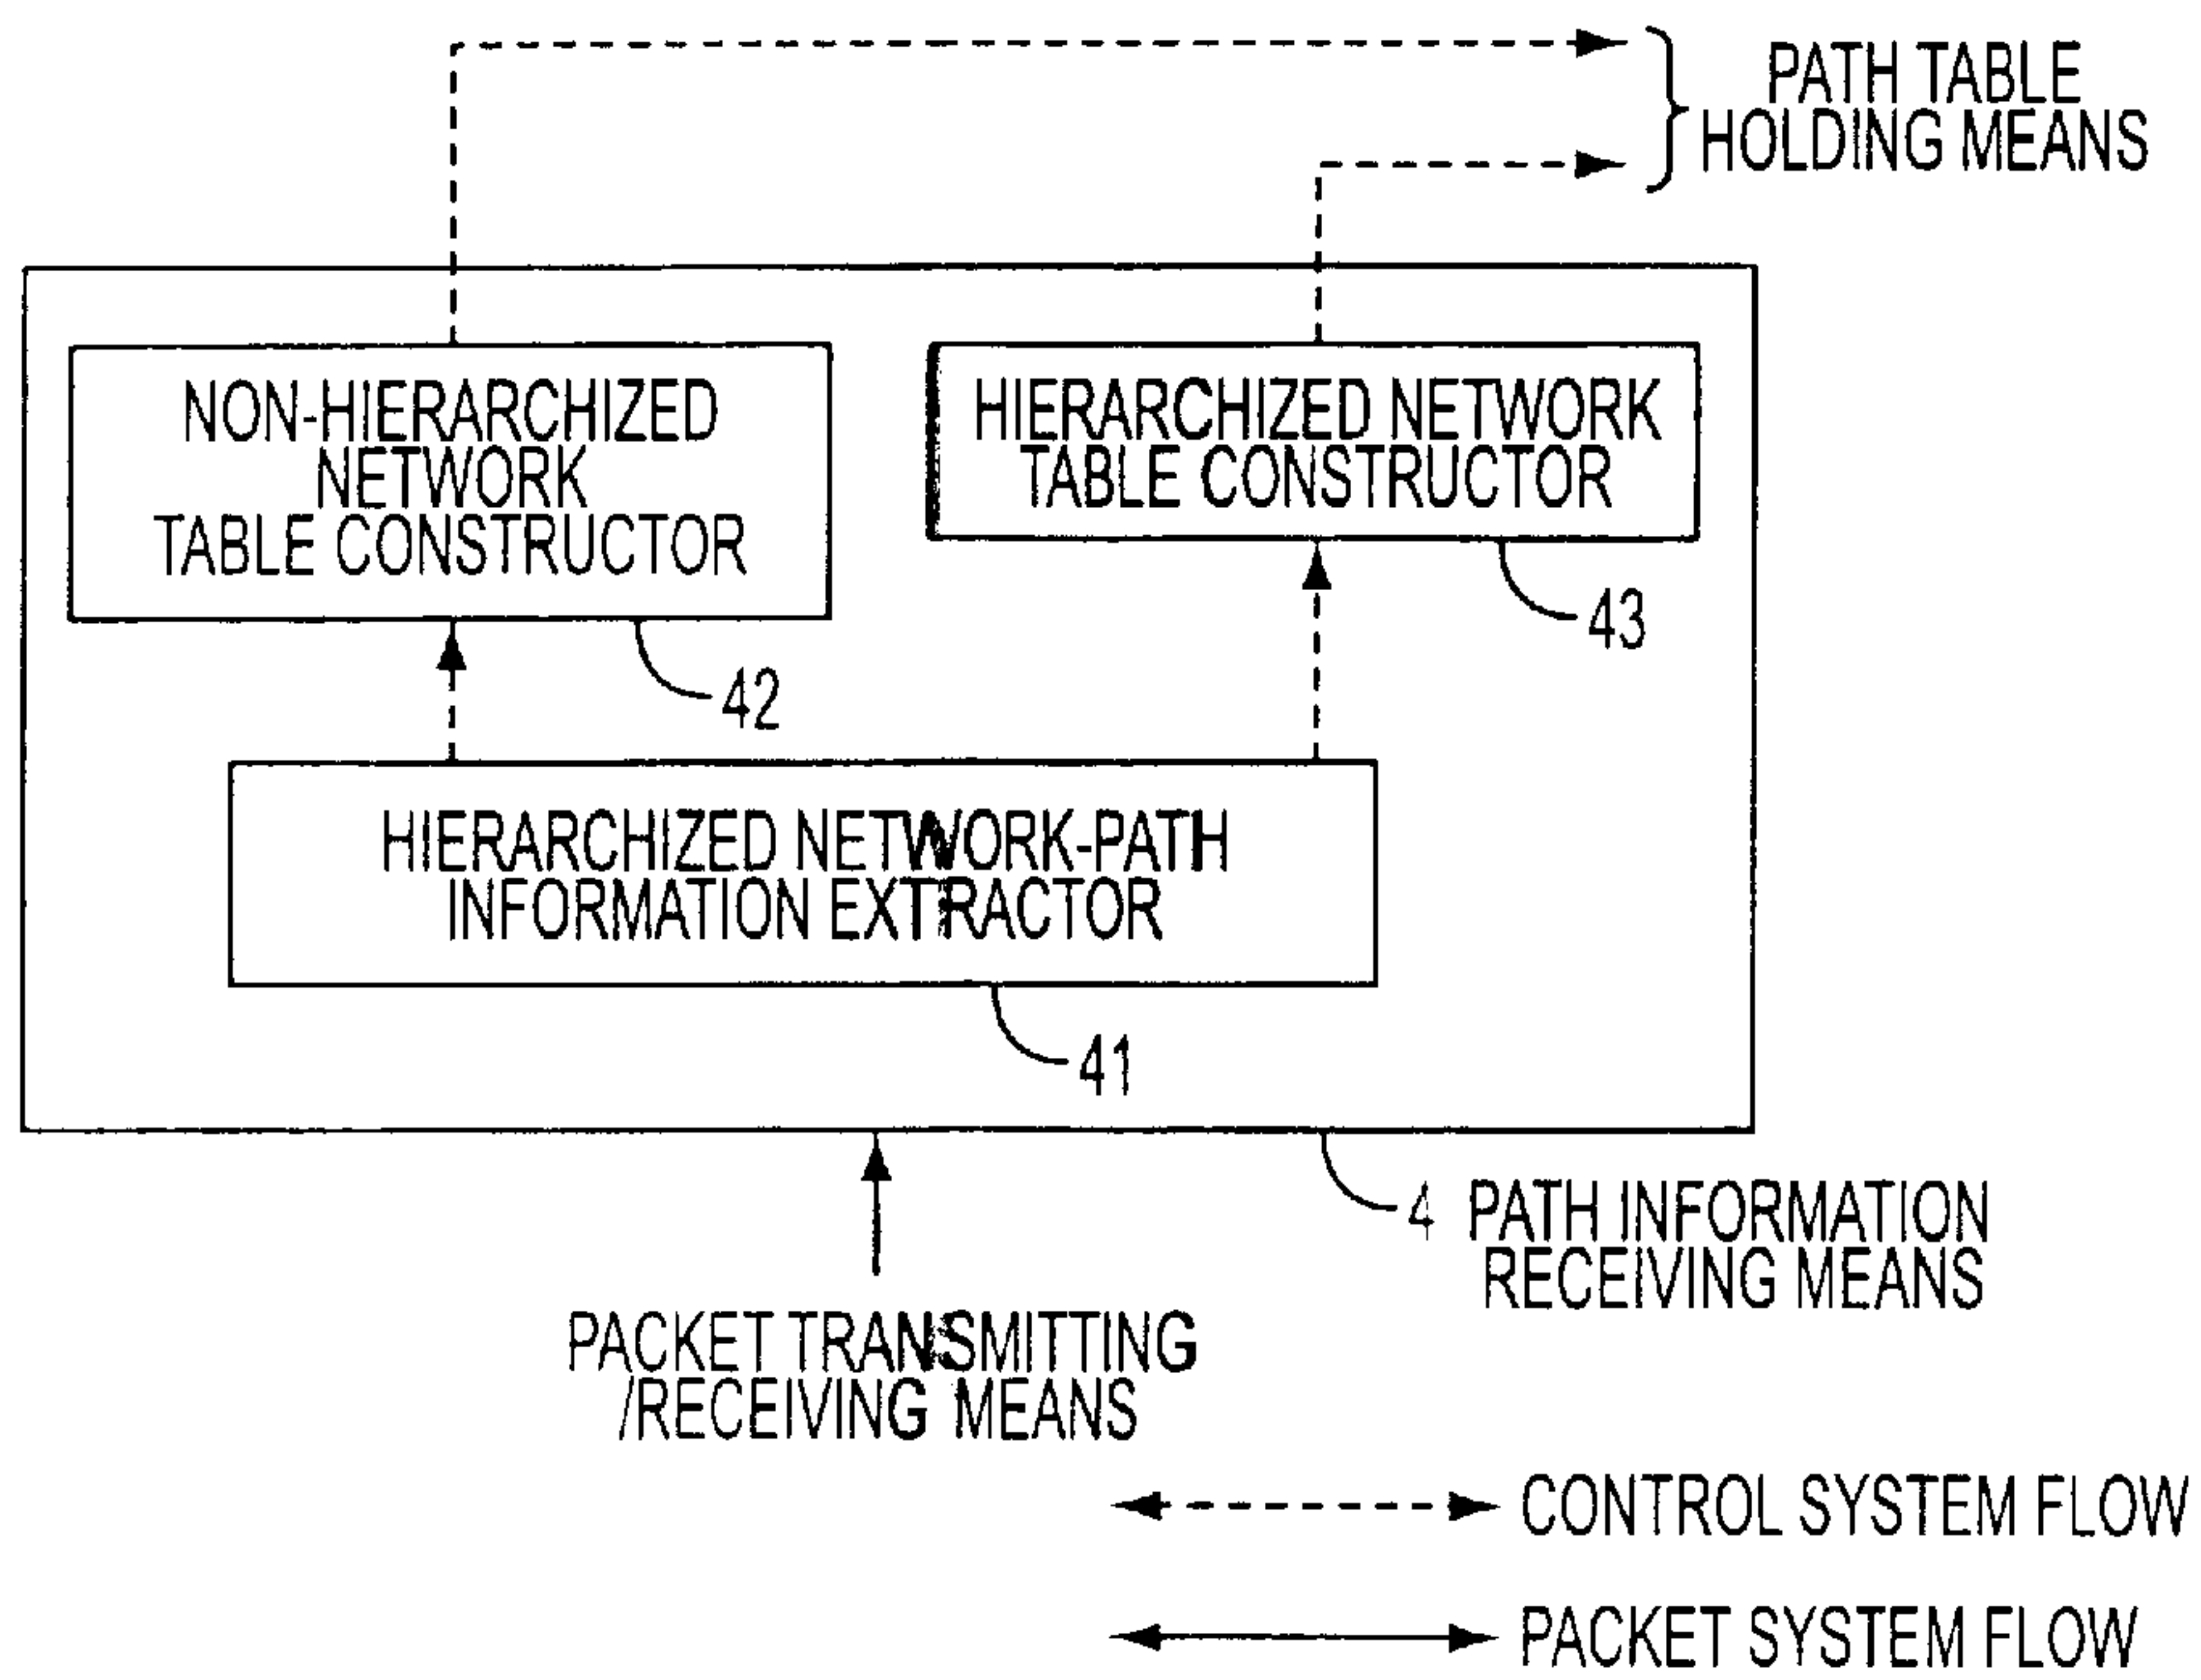 PATH TABLE
HOLDING MEANS
NON-HIERARCHIZED
NETWORK
TABLE CONSTRUCTOR
HIERARCHIZED NETWORK
TABLE CONSTRUCTOR
43
42
HIERARCHIZED NETWORK-PATH
INFORMATION EXTRACTOR
41
4 PATH INFORMATION
RECEIVING MEANS
PACKET TRANSMITTING
/RECEIVING MEANS
CONTROL SYSTEM FLOW
PACKET SYSTEM FLOW